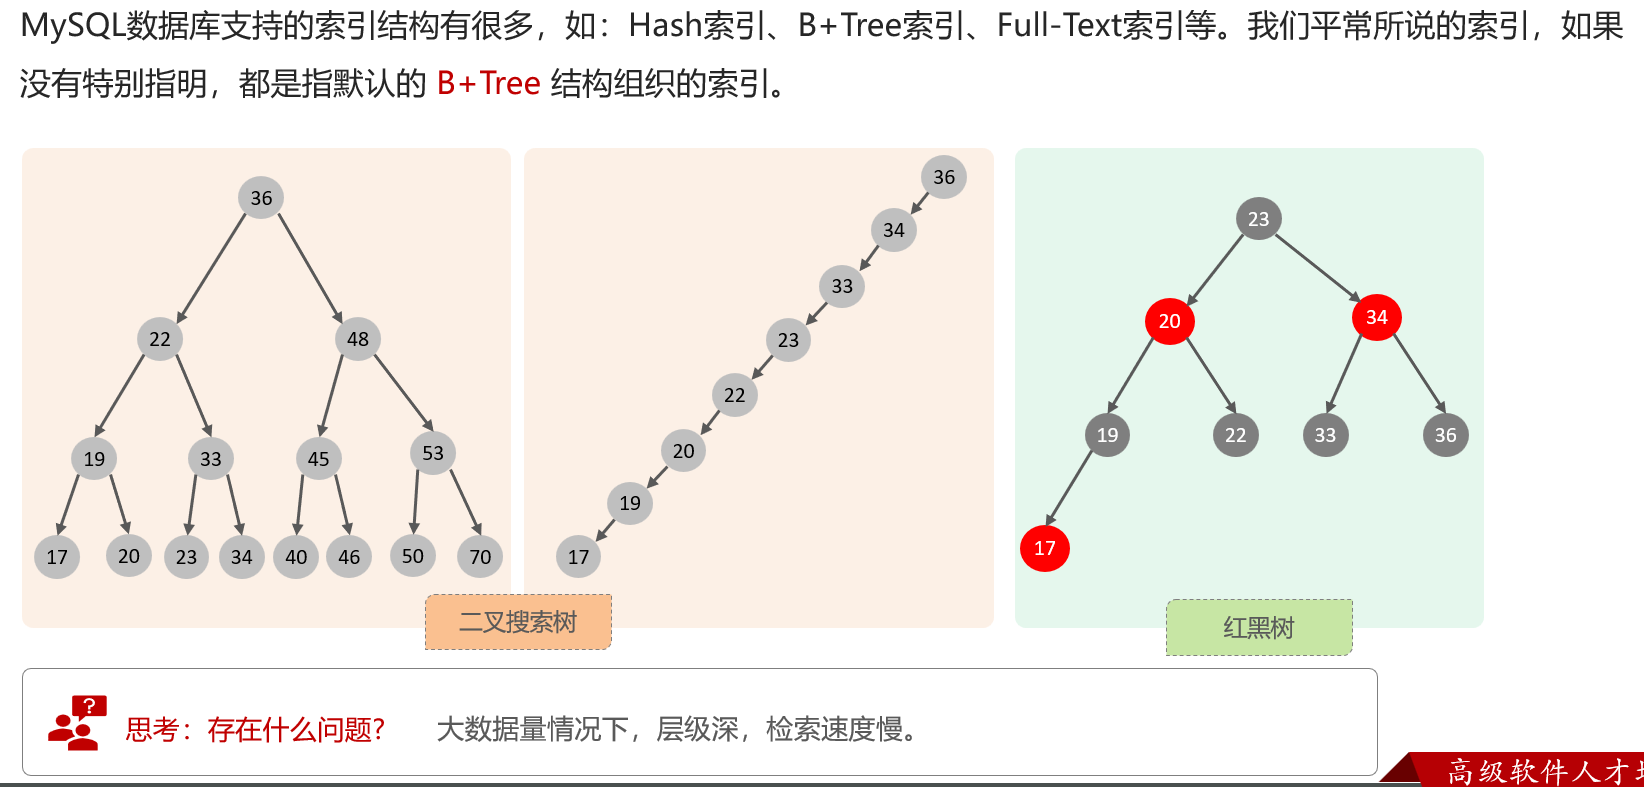 MySQL数据库支持的索引结构有很多，如：Hash索引、B+Tree索引、Full-Text索引等。我们平常所说的索引，如果
没有特别指明，都是指默认的 B+Tree 结构组织的索引。
36
22 48
19 33 45 53
17 20 23 34 40 46 50 70
36
34
33
23
22
20
19
17
二叉搜索树
23
20 34
19 22 33 36
17
红黑树
?
思考：存在什么问题? 大数据量情况下，层级深，检索速度慢。
高级软件人才